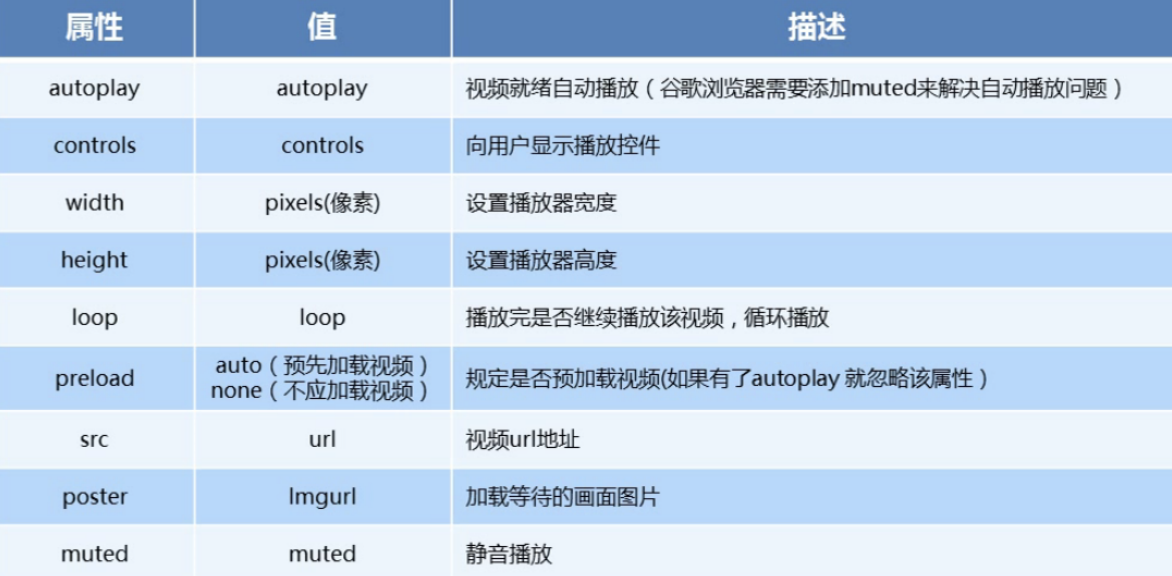 属性 值 描述
autoplay autoplay 视频就绪自动播放（谷歌浏览器需要添加muted来解决自动播放问题）
controls controls 向用户显示播放控件
width pixels(像素) 设置播放器宽度
height pixels(像素) 设置播放器高度
loop loop 播放完是否继续播放该视频，循环播放
preload auto（预先加载视频）
none（不应加载视频） 规定是否预加载视频(如果有了autoplay 就忽略该属性）
src url 视频url地址
poster Imgurl 加载等待的画面图片
muted muted 静音播放